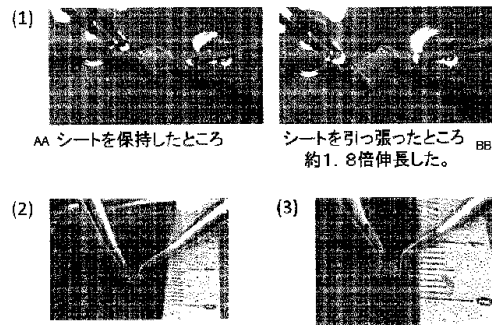 (1)
AA シートを保持したところ
シートを引っ張ったところ BB
約1.8倍伸長した。
(2)
(3)